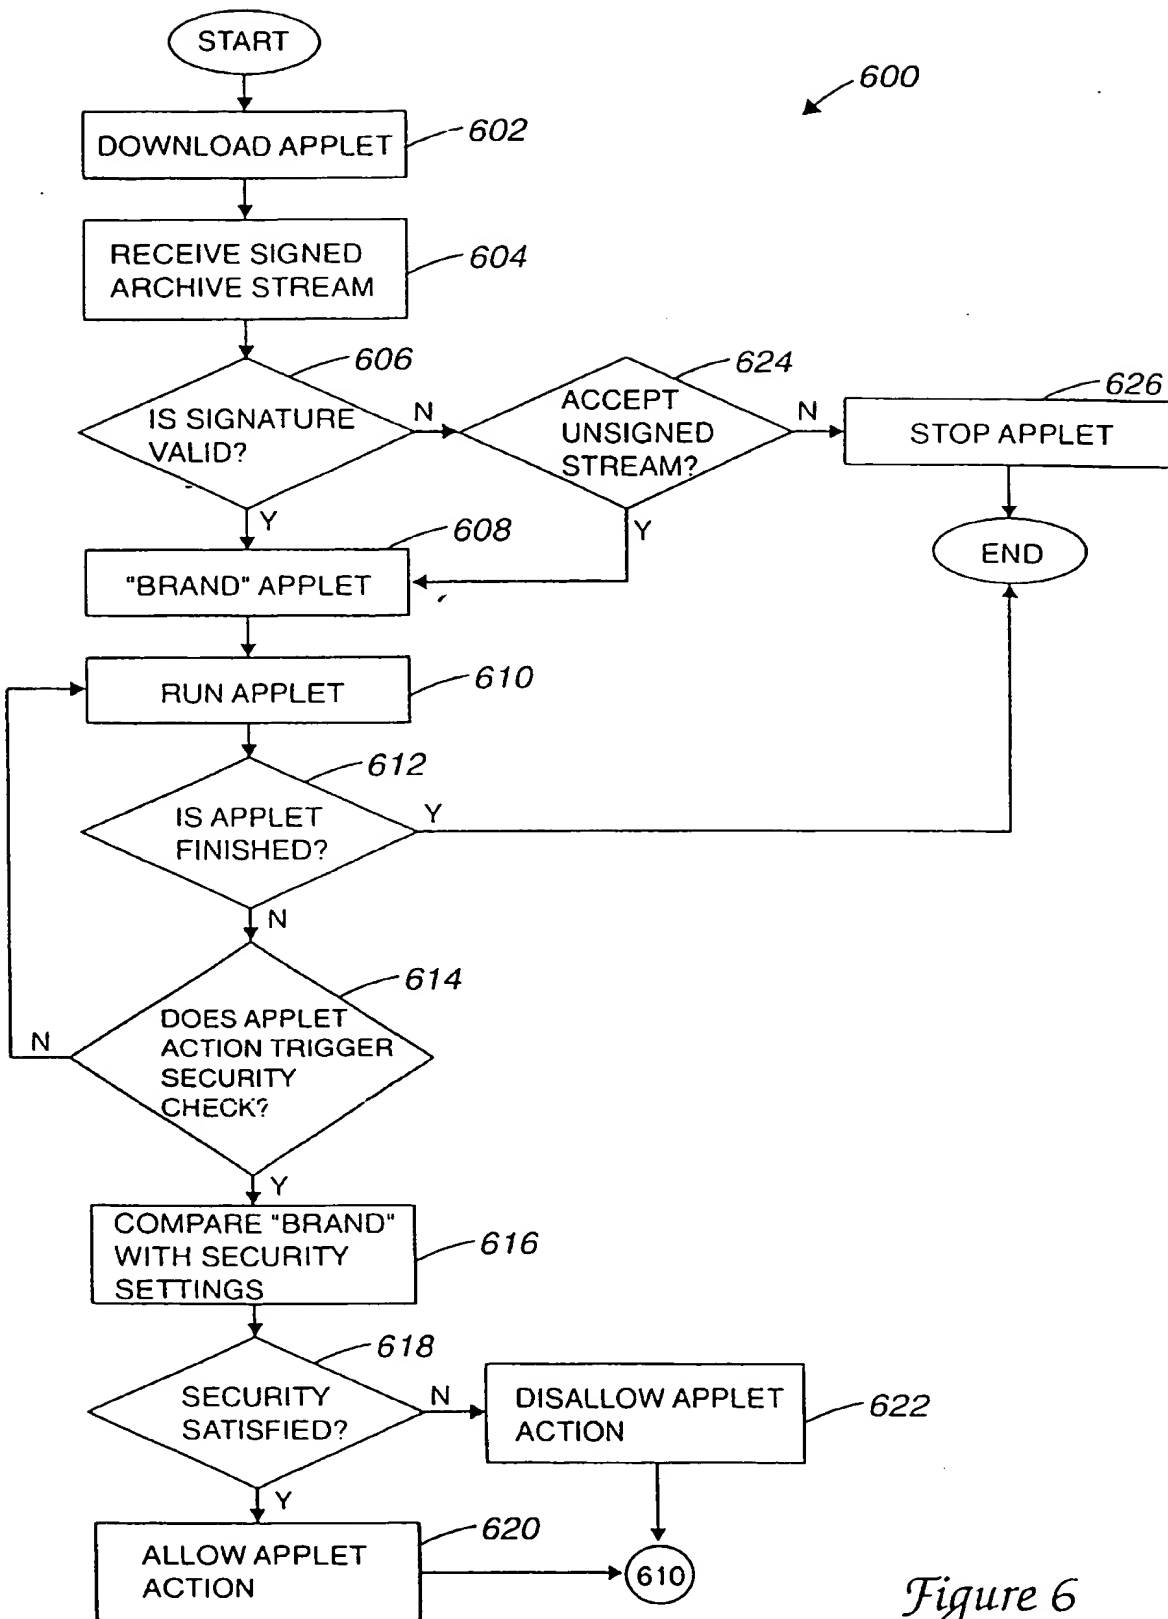 START
600
DOWNLOAD APPLET
602
RECEIVE SIGNED
ARCHIVE STREAM
604
606
IS SIGNATURE
VALID?
N
624
ACCEPT
UNSIGNED
STREAM?
N
626
STOP APPLET
Y
Y
END
608
"BRAND" APPLET
RUN APPLET
610
612
IS APPLET
FINISHED?
Y
N
614
DOES APPLET
ACTION TRIGGER
SECURITY
CHECK?
N
Y
COMPARE "BRAND"
WITH SECURITY
SETTINGS
616
618
SECURITY
SATISFIED?
N
DISALLOW APPLET
ACTION
622
Y
620
ALLOW APPLET
ACTION
610
Figure 6